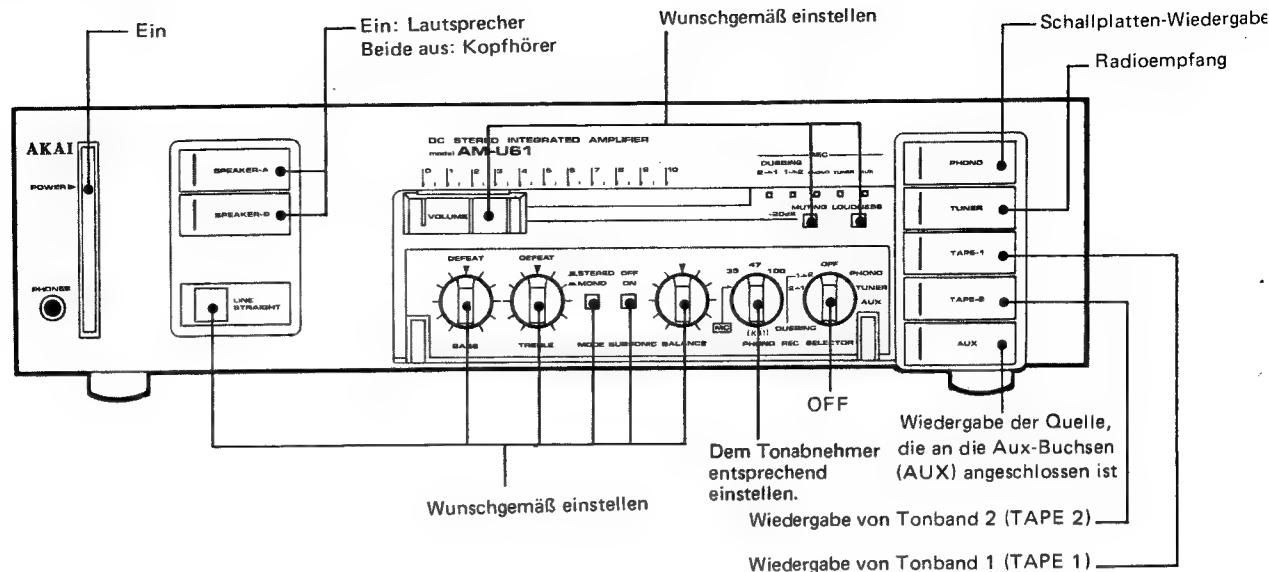 Ein
Ein: Lautsprecher
Beide aus: Kopfhörer
Wunschgemäß einstellen
Schallplatten-Wiedergabe
Radioempfang
AKAI
POWER
PHONES
SPEAKER-A
SPEAKER-B
LINE
STRAIGHT
DC STEREO INTEGRATED AMPLIFIER
model AM-U61
0 1 2 3 4 5 6 7 8 9 10
VOLUME
REC
DUBBING
2→1 1→2 PHONO TUNER AUX
-20dB MUTING LOUDNESS
DEFEAT
DEFEAT
STEREO
MONO
OFF
ON
35 47 100
OFF
1→2
2→1
PHONO
TUNER
AUX
MC
DUBBING
BASS
TREBLE
MODE SUBSONIC BALANCE
PHONO REC SELECTOR
PHONO
TUNER
TAPE-1
TAPE-2
AUX
OFF
Dem Tonabnehmer
entsprechend
einstellen.
Wiedergabe der Quelle,
die an die Aux-Buchsen
(AUX) angeschlossen ist
Wunschgemäß einstellen
Wiedergabe von Tonband 2 (TAPE 2)
Wiedergabe von Tonband 1 (TAPE 1)